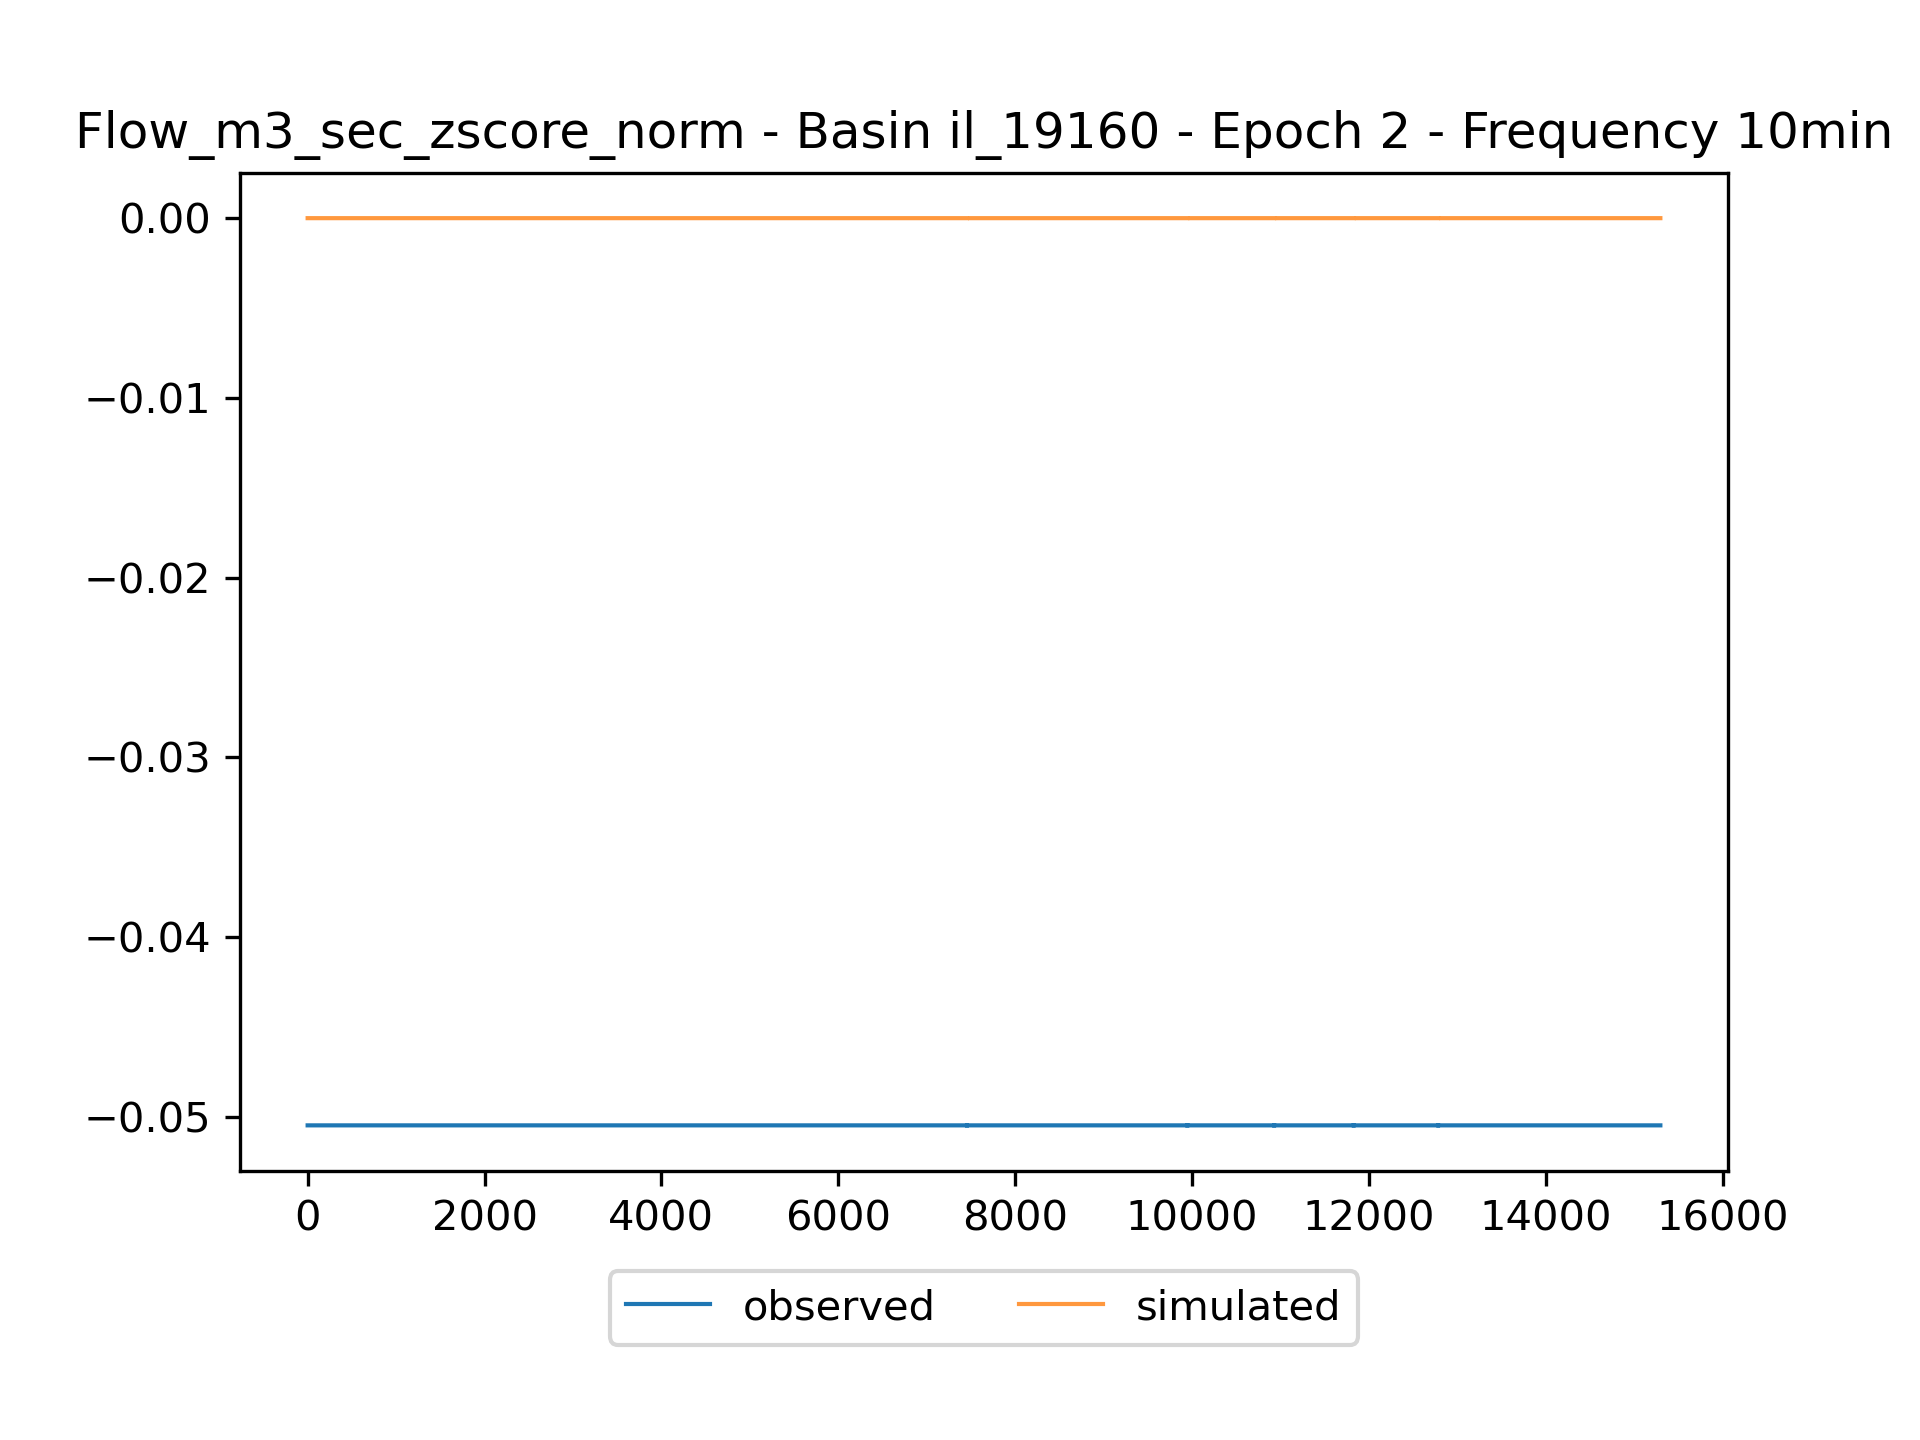 Flow_m3_sec_zscore_norm - Basin il_19160 - Epoch 2 - Frequency 10min
0.00
−0.01
−0.02
−0.03
−0.04
−0.05
0 2000 4000 6000 8000 10000 12000 14000 16000
observed simulated